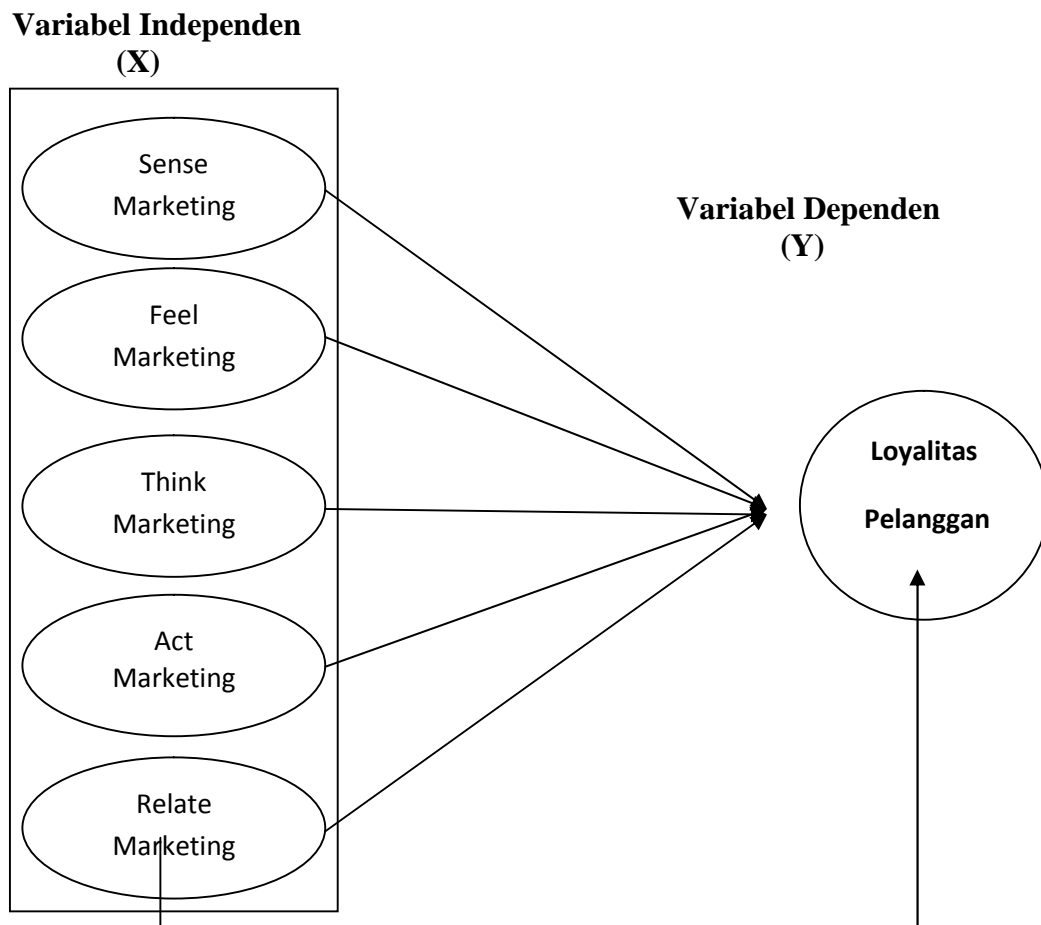 Variabel Independen
(X)
Sense
Marketing
Feel
Marketing
Think
Marketing
Act
Marketing
Relate
Marketing
Variabel Dependen
(Y)
Loyalitas
Pelanggan